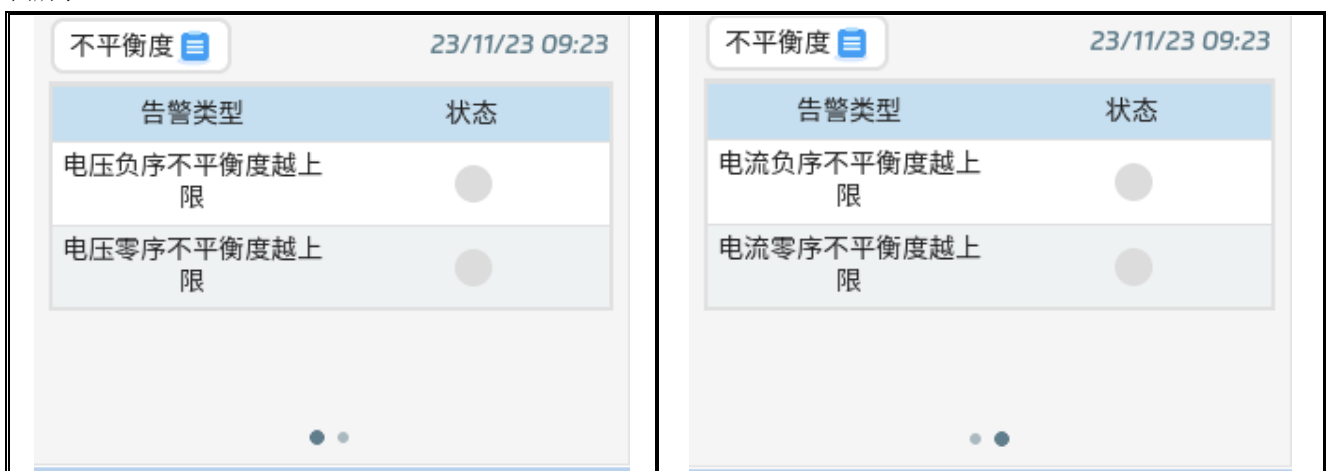 不平衡度
23/11/23 09:23
告警类型 状态
电压负序不平衡度越上
限
电压零序不平衡度越上
限
不平衡度
23/11/23 09:23
告警类型 状态
电流负序不平衡度越上
限
电流零序不平衡度越上
限